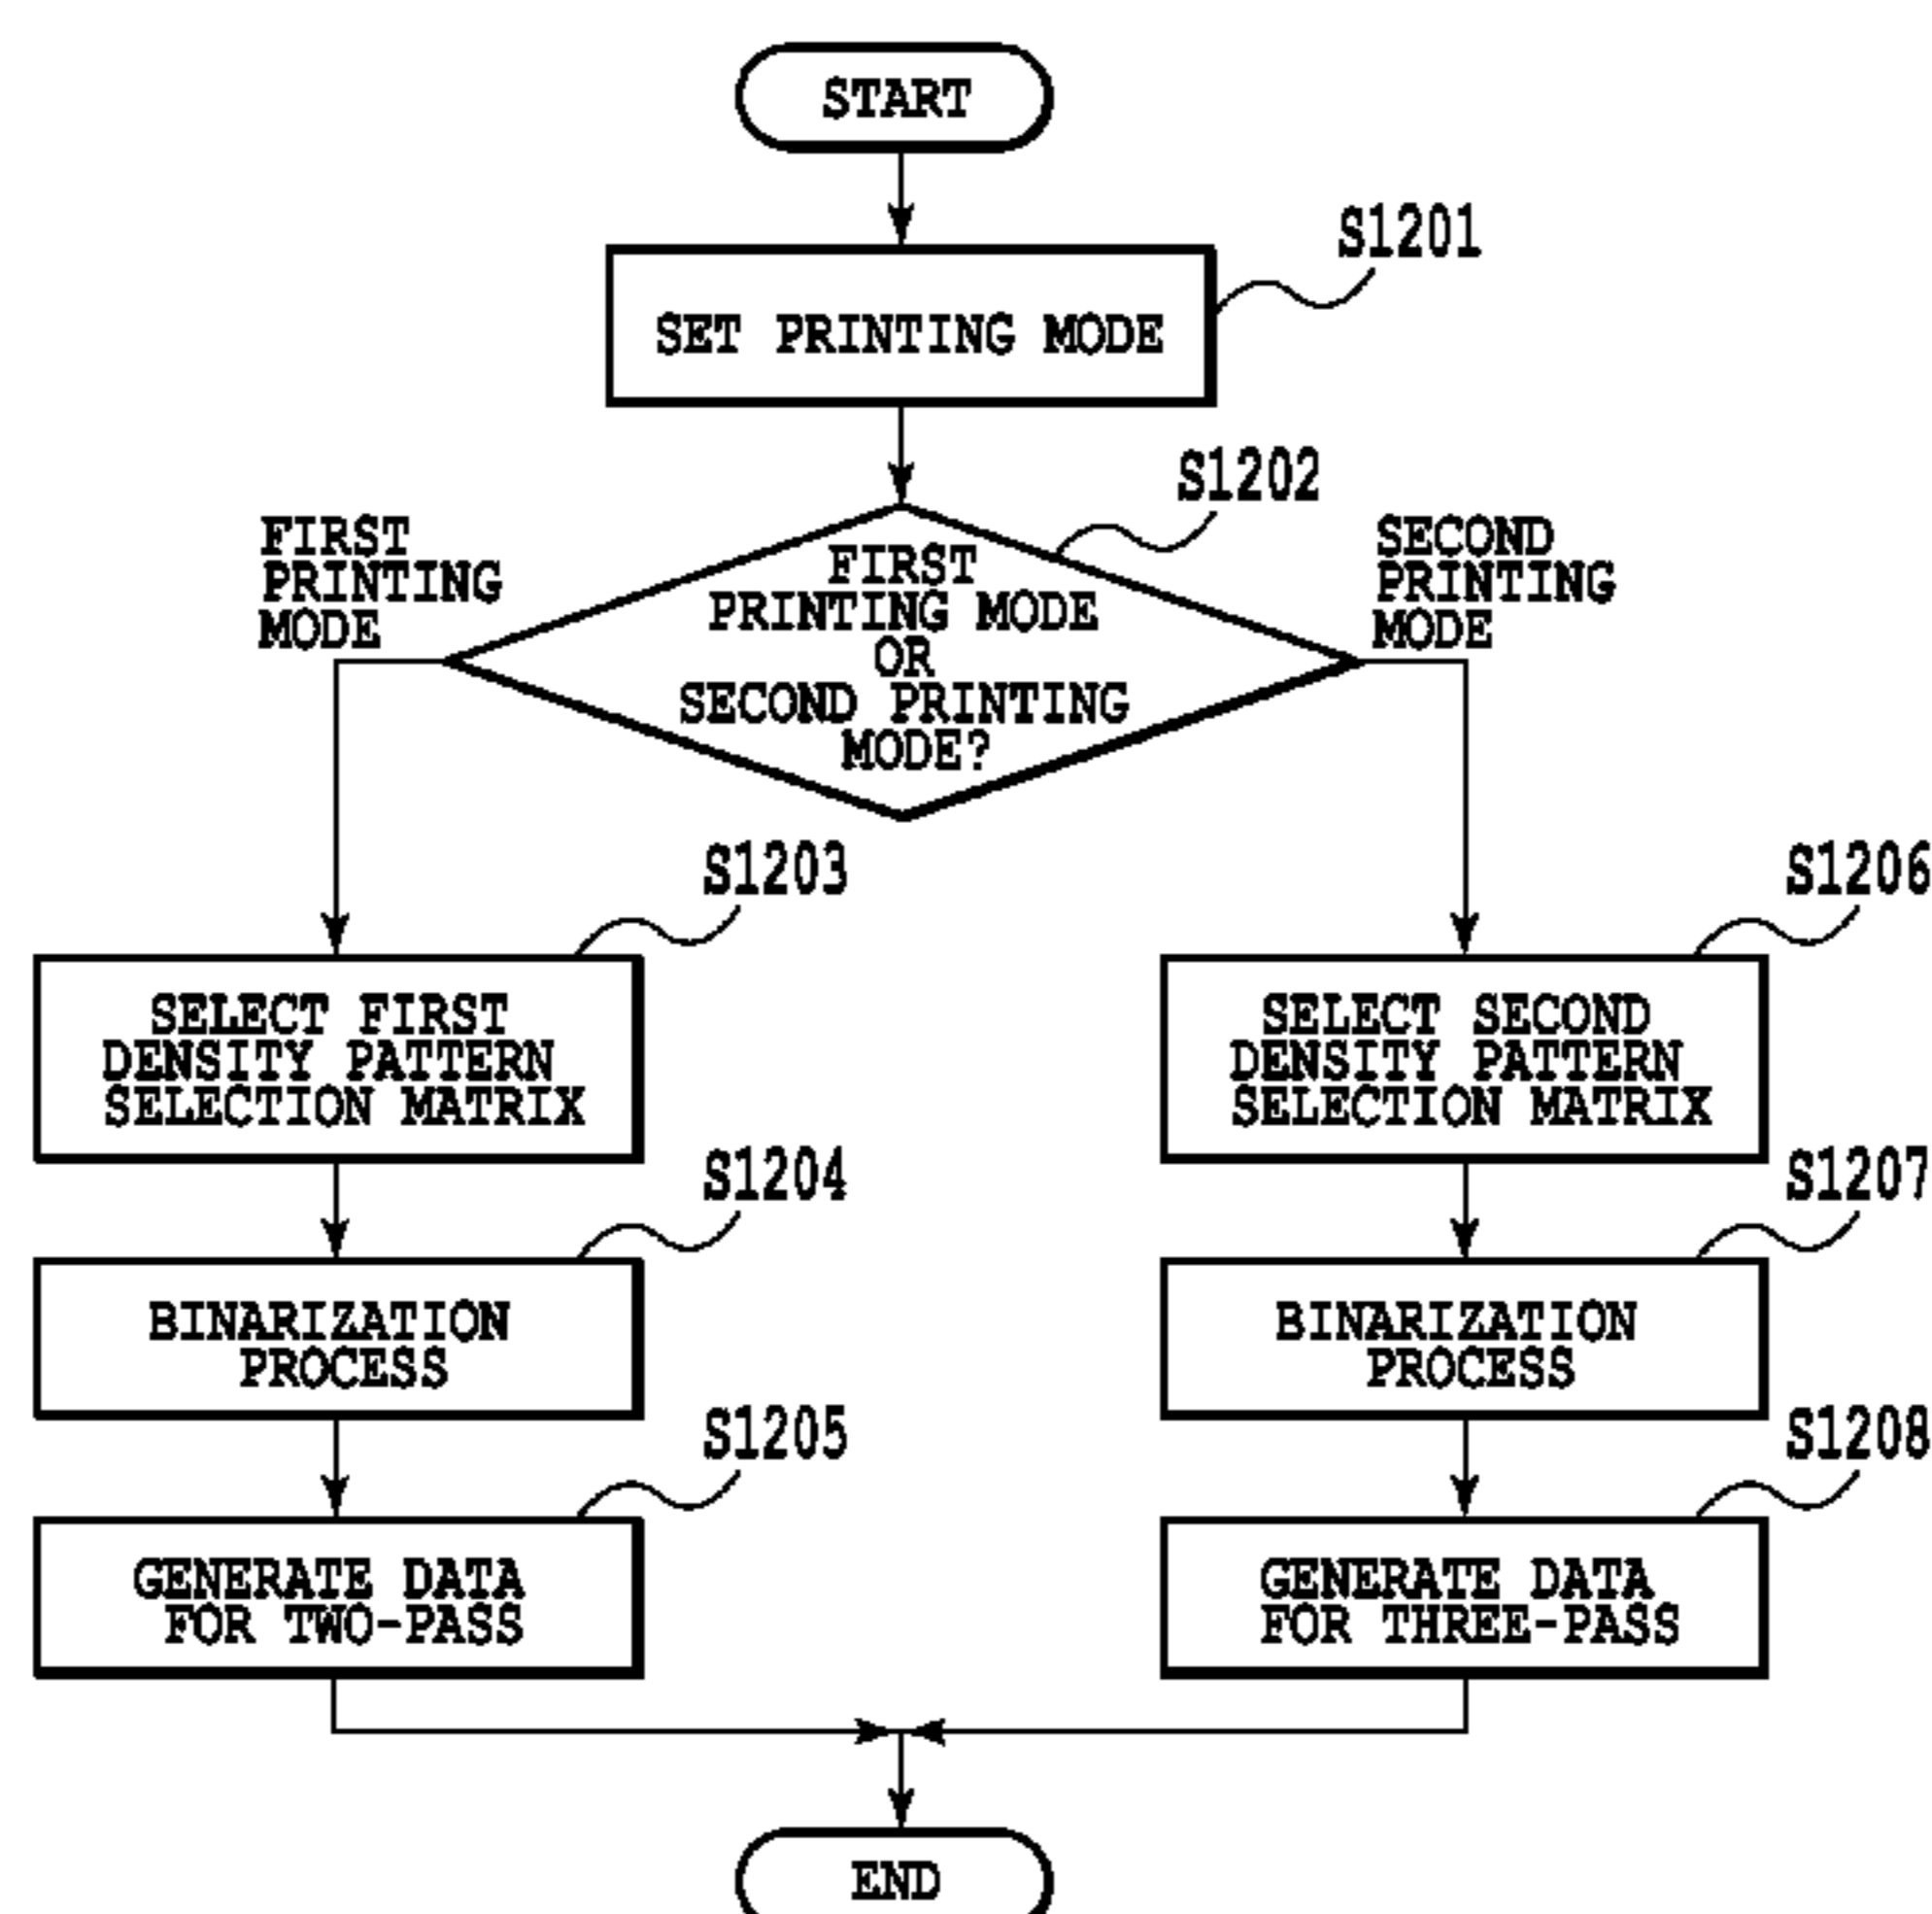 START
S1201
SET PRINTING MODE
S1202
FIRST
PRINTING
MODE
FIRST
PRINTING MODE
OR
SECOND PRINTING
MODE?
SECOND
PRINTING
MODE
S1203
SELECT FIRST
DENSITY PATTERN
SELECTION MATRIX
S1204
BINARIZATION
PROCESS
S1205
GENERATE DATA
FOR TWO-PASS
S1206
SELECT SECOND
DENSITY PATTERN
SELECTION MATRIX
S1207
BINARIZATION
PROCESS
S1208
GENERATE DATA
FOR THREE-PASS
END